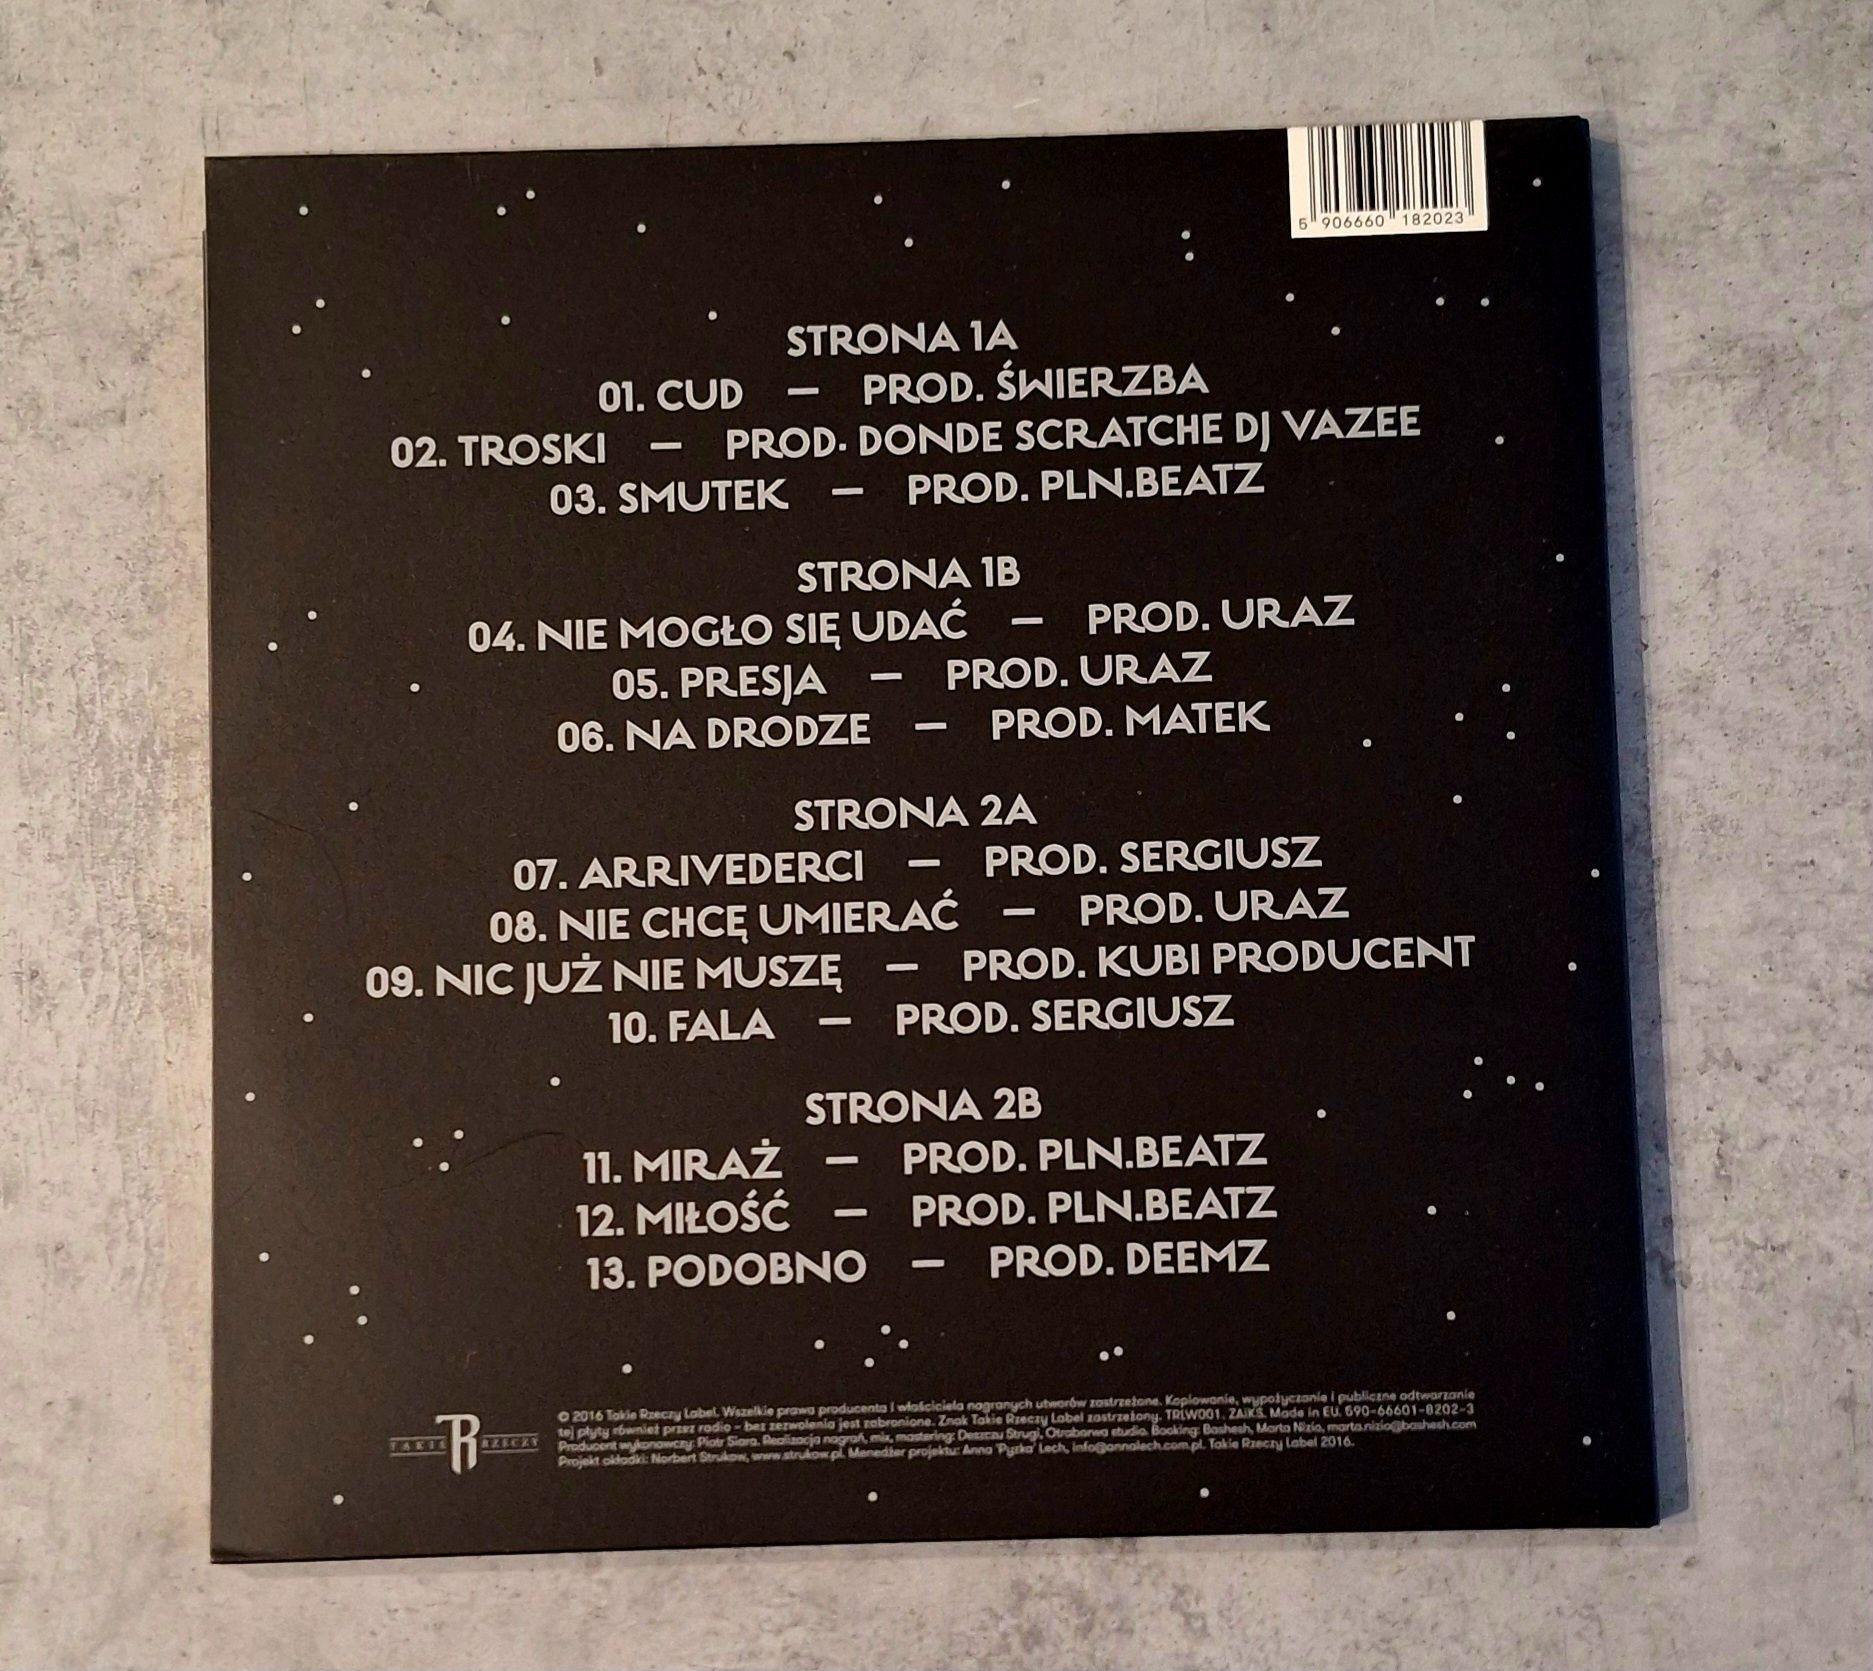 5 906660 182023
STRONA 1A
01. CUD — PROD. ŚWIERZBA
02. TROSKI — PROD. DONDE SCRATCHE DJ VAZEE
03. SMUTEK — PROD. PLN.BEATZ
STRONA 1B
04. NIE MOGŁO SIĘ UDAĆ — PROD. URAZ
05. PRESJA — PROD. URAZ
06. NA DRODZE — PROD. MATEK
STRONA 2A
07. ARRIVEDERCI — PROD. SERGIUSZ
08. NIE CHCĘ UMIERAĆ — PROD. URAZ
09. NIC JUŻ NIE MUSZĘ — PROD. KUBI PRODUCENT
10. FALA — PROD. SERGIUSZ
STRONA 2B
11. MIRAŻ — PROD. PLN.BEATZ
12. MIŁOŚĆ — PROD. PLN.BEATZ
13. PODOBNO — PROD. DEEMZ
TAKIE TR RZECZY
© 2016 Takie Rzeczy Label. Wszelkie prawa producenta i właściciela nagranych utworów zastrzeżone. Kopiowanie, wypożyczanie i publiczne odtwarzanie
tej płyty również przez radio - bez zezwolenia jest zabronione. Znak Takie Rzeczy Label zastrzeżony. TRLW001. ZAiKS. Made in EU. 590-66601-8202-3
Producent wykonawczy: Piotr Siara. Realizacja nagrań, mix, mastering: Deszczu Strugi, Otrabarwa studio. Booking: Bashesh, Marta Nizio, marta.nizio@bashesh.com
Projekt okładki: Norbert Strukow, www.strukow.pl. Menedżer projektu: Anna 'Pyzka' Lech, info@annalech.com.pl. Takie Rzeczy Label 2016.